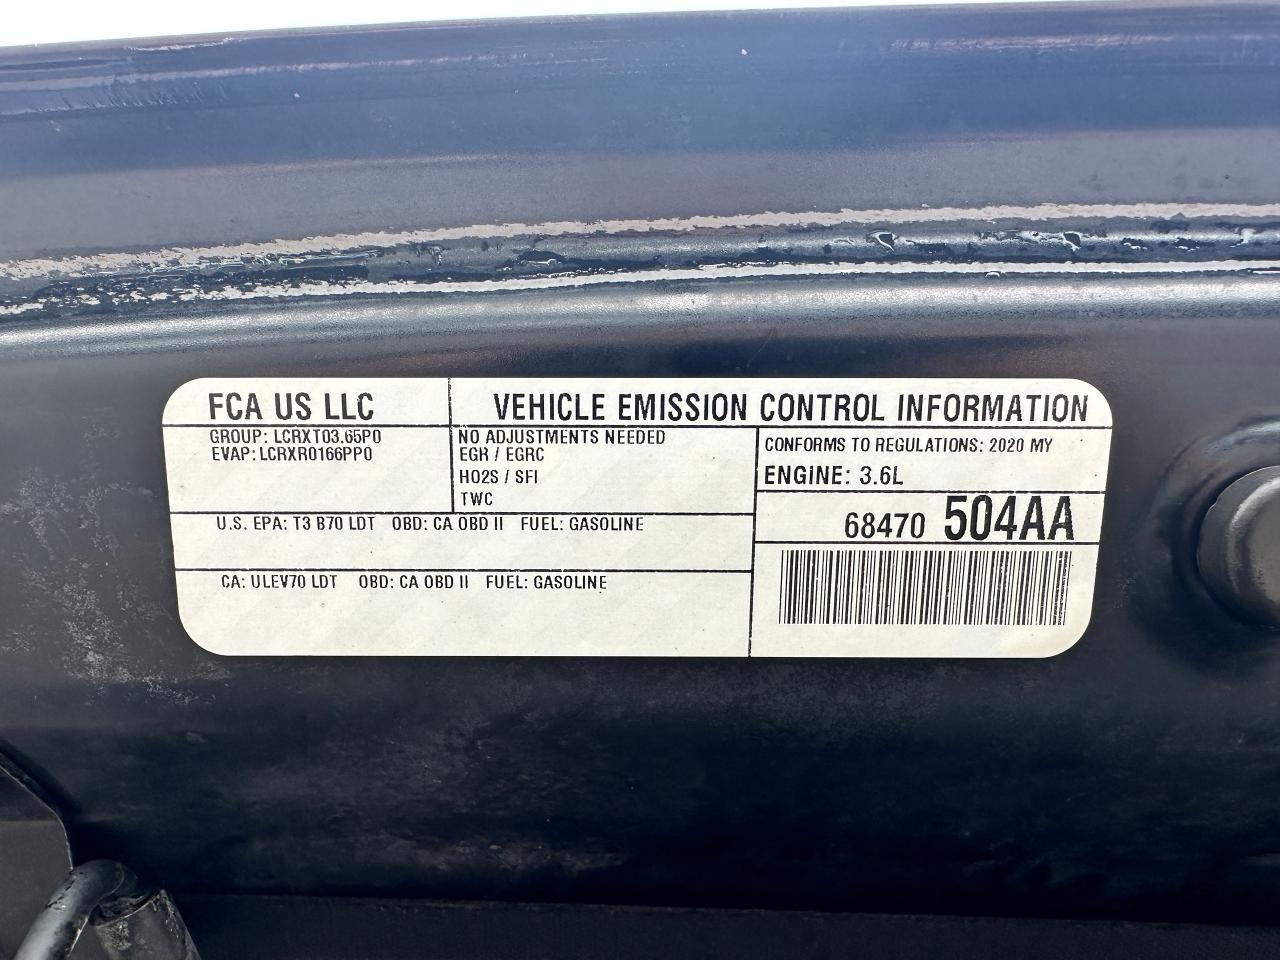 FCA US LLC
VEHICLE EMISSION CONTROL INFORMATION
GROUP: LCRXT03.65P0
EVAP: LCRXR0166PP0
NO ADJUSTMENTS NEEDED
EGR / EGRC
HO2S / SFI
TWC
CONFORMS TO REGULATIONS: 2020 MY
ENGINE: 3.6L
68470 504AA
U.S. EPA: T3 B70 LDT OBD: CA OBD II FUEL: GASOLINE
CA: ULEV70 LDT OBD: CA OBD II FUEL: GASOLINE